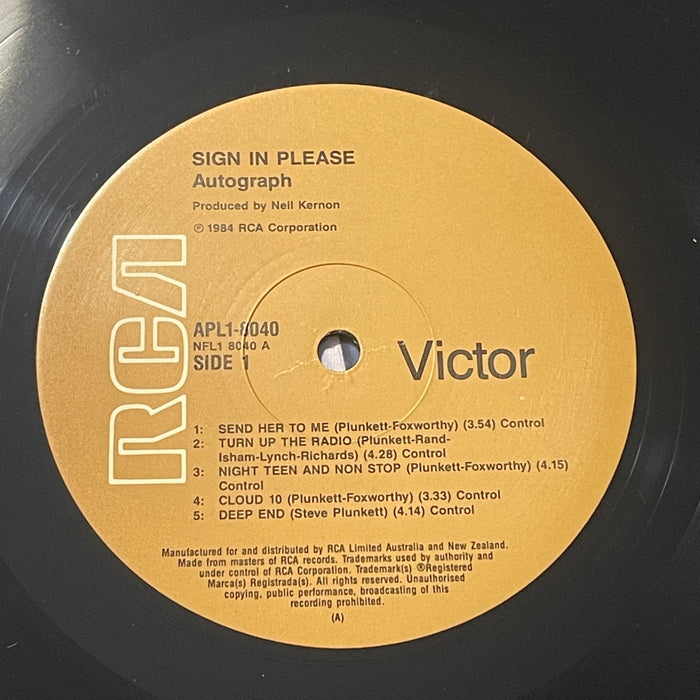 SIGN IN PLEASE
Autograph
Produced by Neil Kernon
℗ 1984 RCA Corporation
RCA
APL1-8040
NFL1 8040 A
SIDE 1
Victor
1: SEND HER TO ME (Plunkett-Foxworthy) (3.54) Control
2: TURN UP THE RADIO (Plunkett-Rand-
Isham-Lynch-Richards) (4.28) Control
3: NIGHT TEEN AND NON STOP (Plunkett-Foxworthy) (4.15)
Control
4: CLOUD 10 (Plunkett-Foxworthy) (3.33) Control
5: DEEP END (Steve Plunkett) (4.14) Control
Manufactured for and distributed by RCA Limited Australia and New Zealand.
Made from masters of RCA records. Trademarks used by authority and
under control of RCA Corporation. Trademark(s) ®Registered
Marca(s) Registrada(s). All rights reserved. Unauthorised
copying, public performance, broadcasting of this
recording prohibited.
(A)